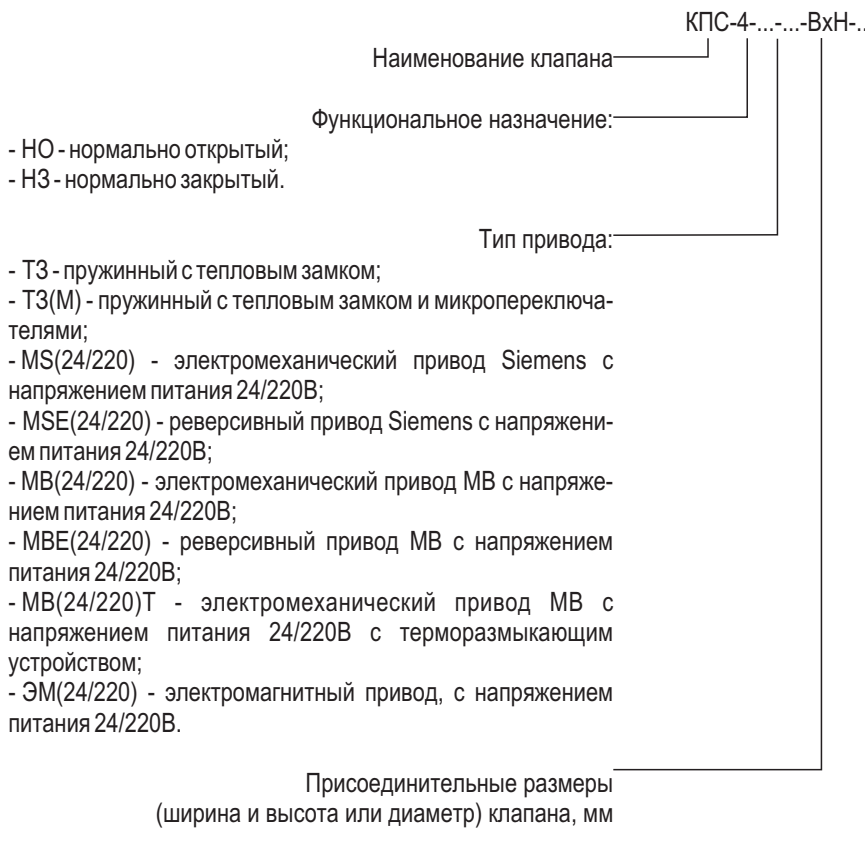 КПС-4-...-...-ВхН-..
Наименование клапана
Функциональное назначение:
- НО - нормально открытый;
- НЗ - нормально закрытый.
Тип привода:
- ТЗ - пружинный с тепловым замком;
- ТЗ(М) - пружинный с тепловым замком и микропереключа-
телями;
- MS(24/220) - электромеханический привод Siemens с
напряжением питания 24/220В;
- MSE(24/220) - реверсивный привод Siemens с напряжени-
ем питания 24/220В;
- МВ(24/220) - электромеханический привод МВ с напряже-
нием питания 24/220В;
- МВЕ(24/220) - реверсивный привод МВ с напряжением
питания 24/220В;
- МВ(24/220)Т - электромеханический привод МВ с
напряжением питания 24/220В с терморазмыкающим
устройством;
- ЭМ(24/220) - электромагнитный привод, с напряжением
питания 24/220В.
Присоединительные размеры
(ширина и высота или диаметр) клапана, мм